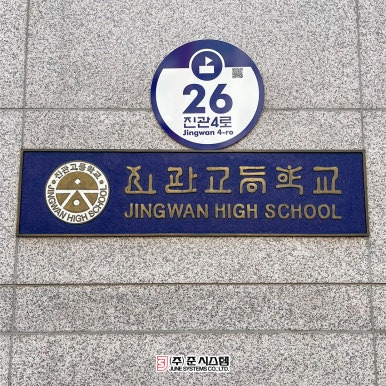 26
진관4로
Jingwan 4-ro
진관고등학교
JINGWAN HIGH SCHOOL
진관고등학교
JINGWAN HIGH SCHOOL
(주)준시스템
JUNE SYSTEMS CO., LTD.